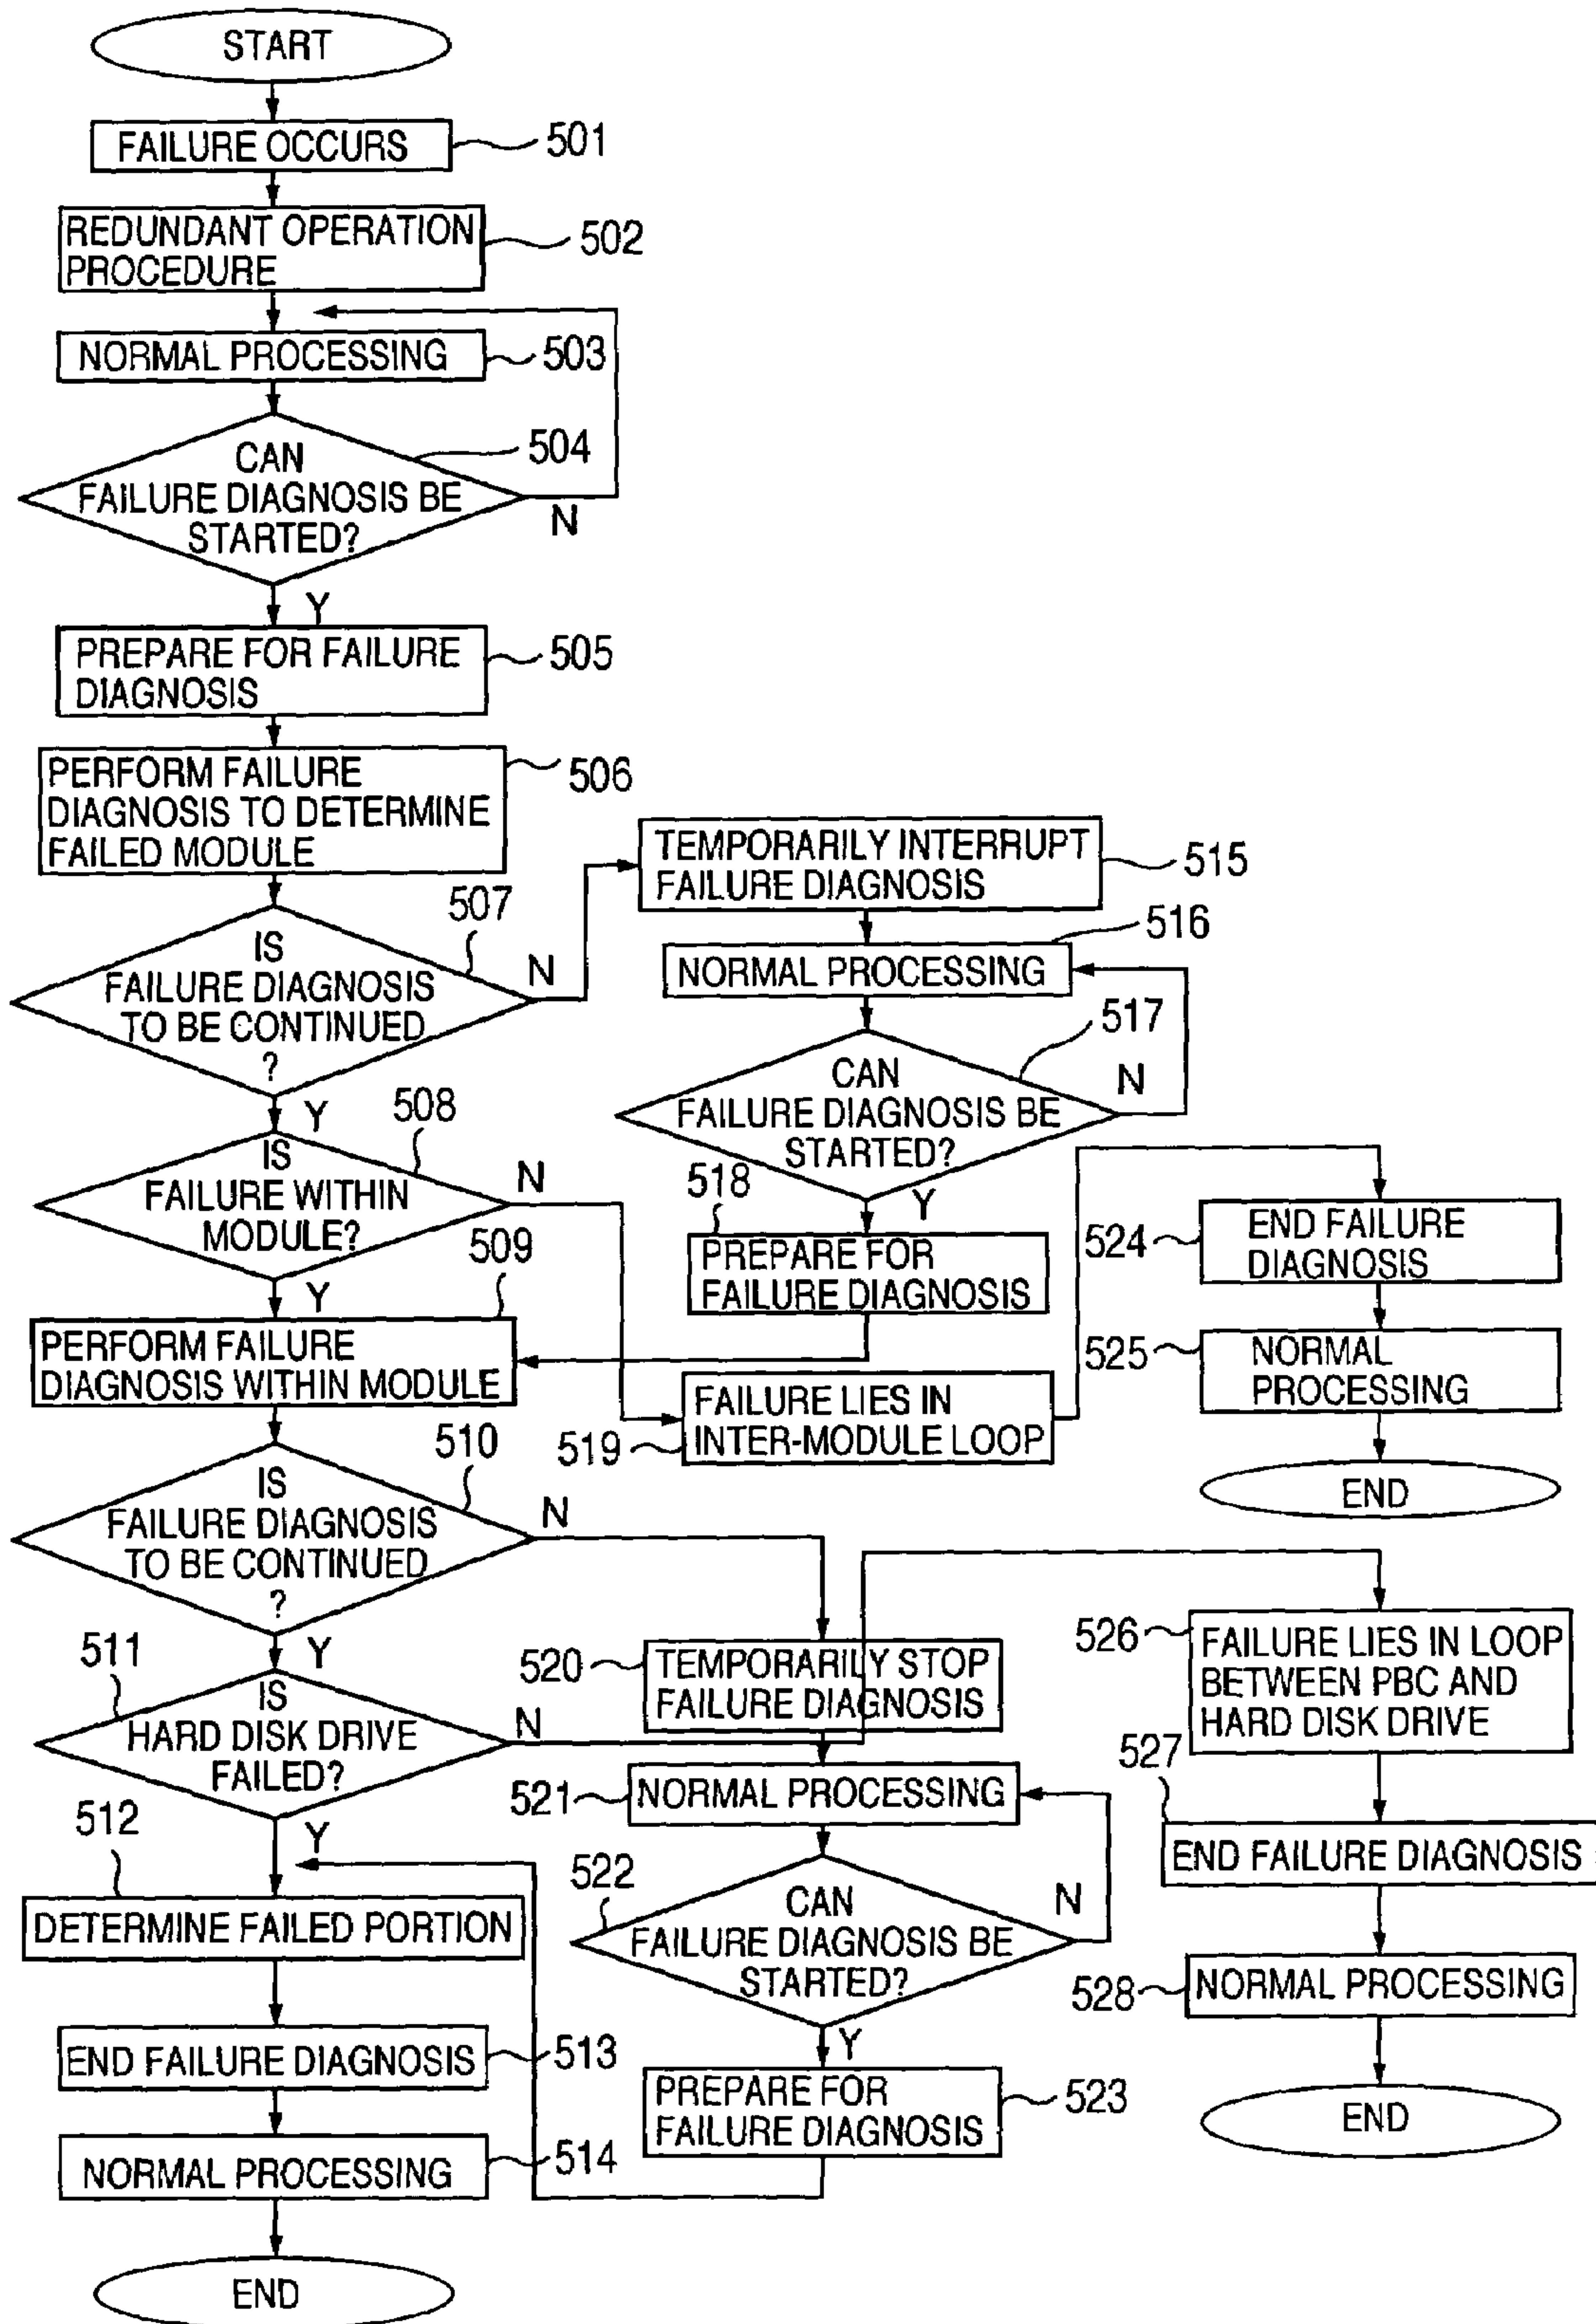 START
FAILURE OCCURS
501
REDUNDANT OPERATION
PROCEDURE
502
NORMAL PROCESSING
503
CAN
FAILURE DIAGNOSIS BE
STARTED?
504
N
Y
PREPARE FOR FAILURE
DIAGNOSIS
505
PERFORM FAILURE
DIAGNOSIS TO DETERMINE
FAILED MODULE
506
IS
FAILURE DIAGNOSIS
TO BE CONTINUED
?
507
N
Y
IS
FAILURE WITHIN
MODULE?
508
N
Y
509
PERFORM FAILURE
DIAGNOSIS WITHIN MODULE
IS
FAILURE DIAGNOSIS
TO BE CONTINUED
?
510
N
Y
511
IS
HARD DISK DRIVE
FAILED?
N
Y
512
DETERMINE FAILED PORTION
END FAILURE DIAGNOSIS
513
NORMAL PROCESSING
514
END
TEMPORARILY INTERRUPT
FAILURE DIAGNOSIS
515
516
NORMAL PROCESSING
517
CAN
FAILURE DIAGNOSIS BE
STARTED?
N
Y
518
PREPARE FOR
FAILURE DIAGNOSIS
FAILURE LIES IN
INTER-MODULE LOOP
519
520
TEMPORARILY STOP
FAILURE DIAGNOSIS
521
NORMAL PROCESSING
522
CAN
FAILURE DIAGNOSIS BE
STARTED?
N
Y
PREPARE FOR
FAILURE DIAGNOSIS
523
524
END FAILURE
DIAGNOSIS
525
NORMAL
PROCESSING
END
526
FAILURE LIES IN LOOP
BETWEEN PBC AND
HARD DISK DRIVE
527
END FAILURE DIAGNOSIS
528
NORMAL PROCESSING
END